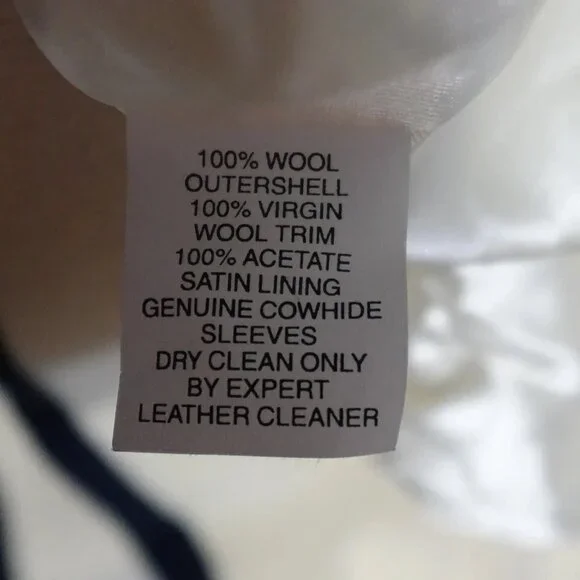 100% WOOL
OUTERSHELL
100% VIRGIN
WOOL TRIM
100% ACETATE
SATIN LINING
GENUINE COWHIDE
SLEEVES
DRY CLEAN ONLY
BY EXPERT
LEATHER CLEANER